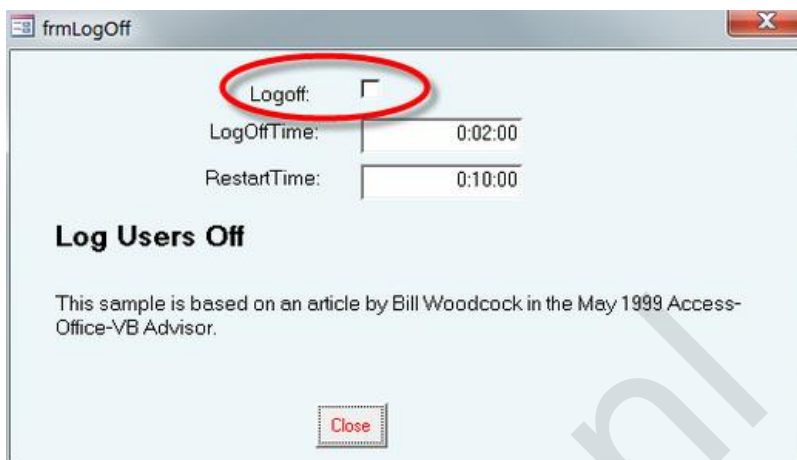 frmLogOff
Logoff:
LogOffTime: 0:02:00
RestartTime: 0:10:00
Log Users Off
This sample is based on an article by Bill Woodcock in the May 1999 Access-
Office-VB Advisor.
Close
nl